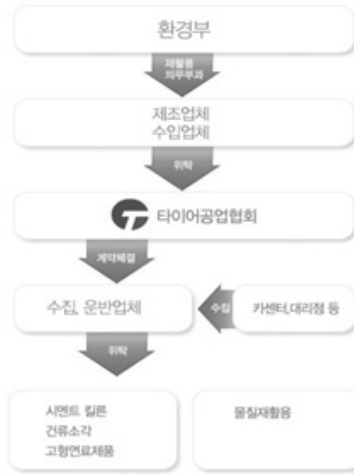 환경부
재활용
의무부과
제조업체
수입업체
위탁
타이어공업협회
계약체결
수집, 운반업체
수집
카센터,대리점 등
위탁
시멘트 킬른
건류소각
고형연료제품
물질재활용